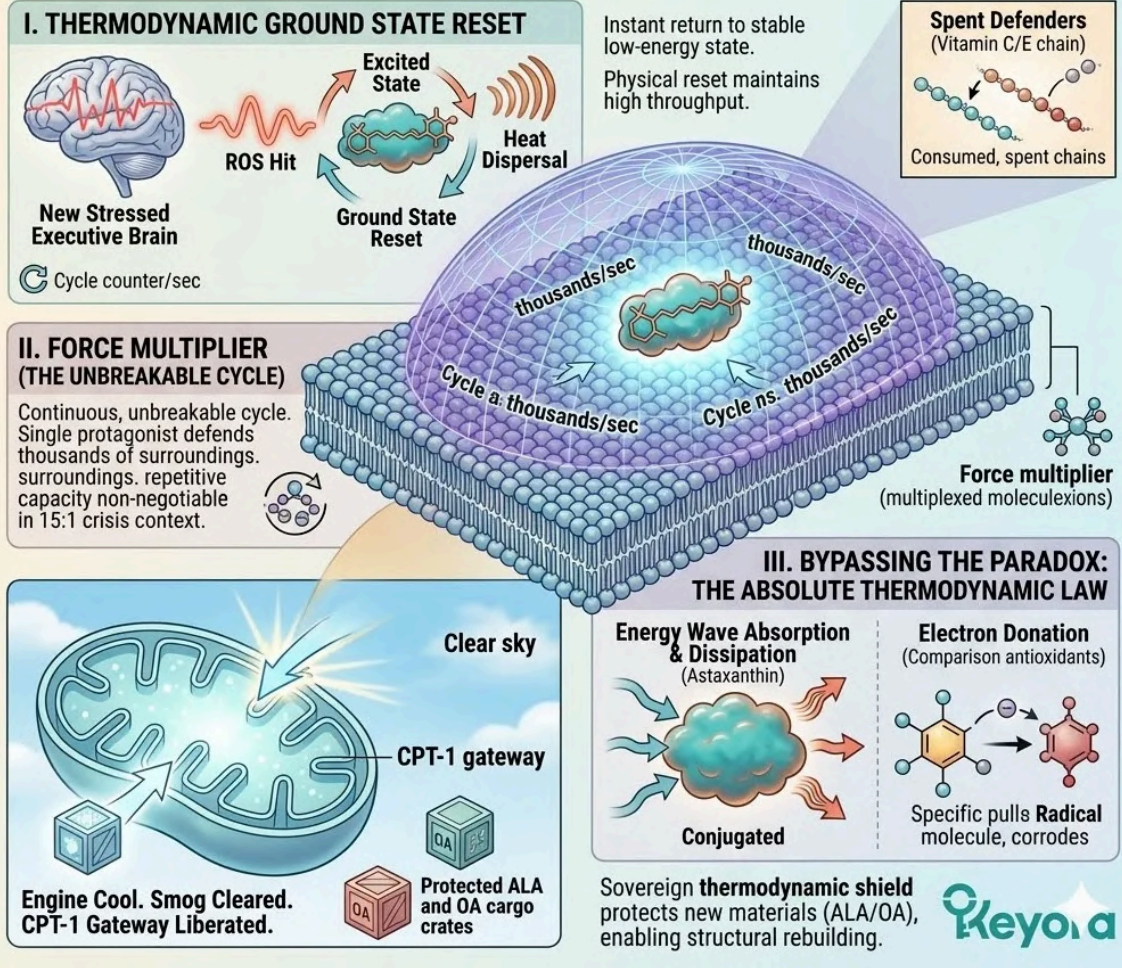 I. THERMODYNAMIC GROUND STATE RESET
New Stressed
Executive Brain
ROS Hit
Excited
State
Heat
Dispersal
Ground State
Reset
Cycle counter/sec
Instant return to stable
low-energy state.
Physical reset maintains
high throughput.
Spent Defenders
(Vitamin C/E chain)
Consumed, spent chains
thousands/sec
thousands/sec
Cycle a: thousands/sec
Cycle ns. thousands/sec
II. FORCE MULTIPLIER
(THE UNBREAKABLE CYCLE)
Continuous, unbreakable cycle.
Single protagonist defends
thousands of surroundings.
surroundings. repetitive
capacity non-negotiable
in 15:1 crisis context.
Force multiplier
(multiplexed moleculexions)
Clear sky
CPT-1 gateway
OA
OA
Engine Cool. Smog Cleared.
CPT-1 Gateway Liberated.
Protected ALA
and OA cargo
crates
III. BYPASSING THE PARADOX:
THE ABSOLUTE THERMODYNAMIC LAW
Energy Wave Absorption
& Dissipation
(Astaxanthin)
Conjugated
Electron Donation
(Comparison antioxidants)
Specific pulls Radical
molecule, corrodes
Sovereign thermodynamic shield
protects new materials (ALA/OA),
enabling structural rebuilding.
Keyora